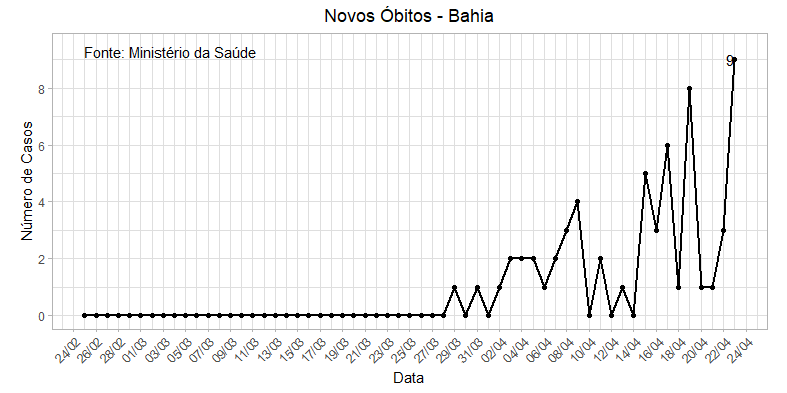 Novos Óbitos - Bahia
Fonte: Ministério da Saúde
9
8
6
4
2
0
Número de Casos
24/02 26/02 28/02 01/03 03/03 05/03 07/03 09/03 11/03 13/03 15/03 17/03 19/03 21/03 23/03 25/03 27/03 29/03 31/03 02/04 04/04 06/04 08/04 10/04 12/04 14/04 16/04 18/04 20/04 22/04 24/04
Data